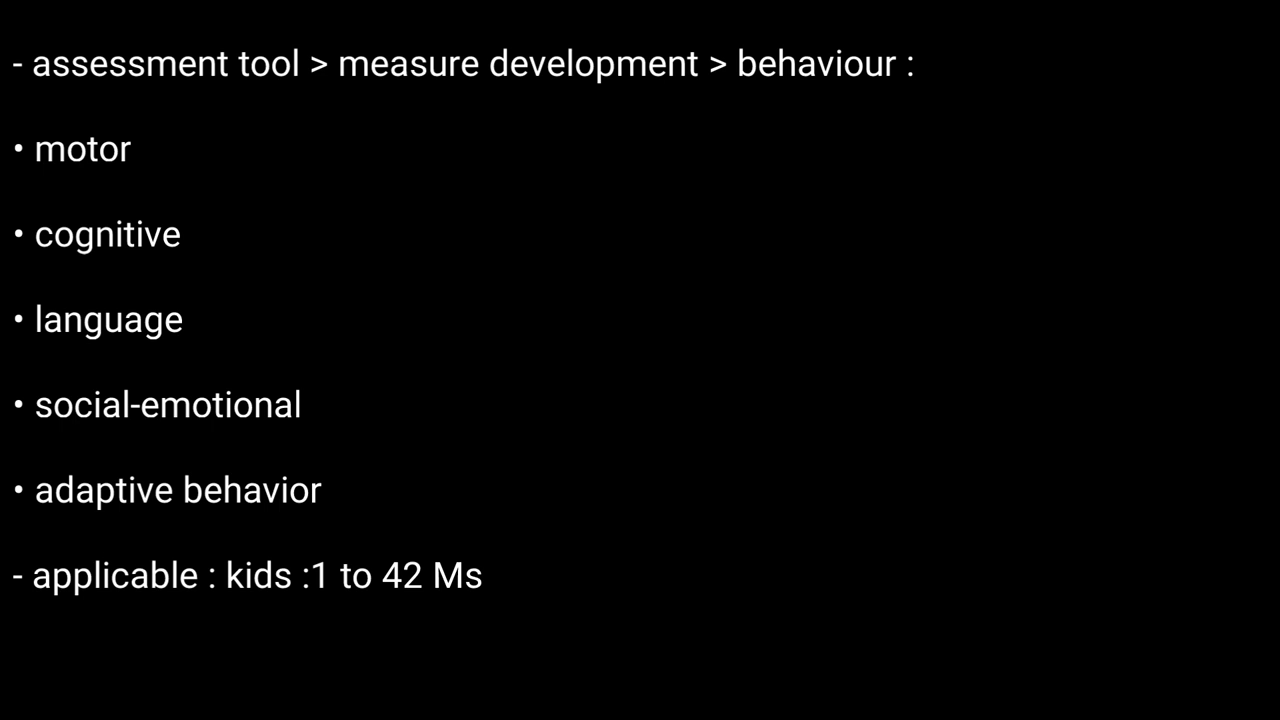 - assessment tool > measure development > behaviour :
• motor
• cognitive
• language
• social-emotional
• adaptive behavior
- applicable : kids :1 to 42 Ms